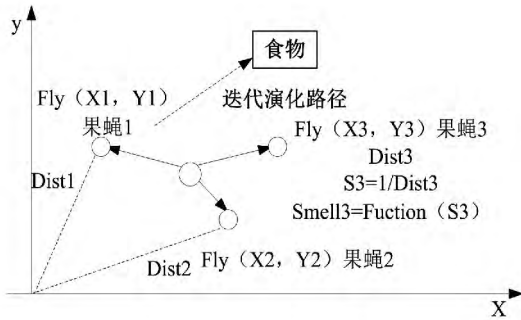 y
食物
Fly（X1，Y1）
果蝇1
迭代演化路径
Fly（X3，Y3）果蝇3
Dist3
S3=1/Dist3
Smell3=Fuction（S3）
Dist1
Dist2
Fly（X2，Y2）果蝇2
X